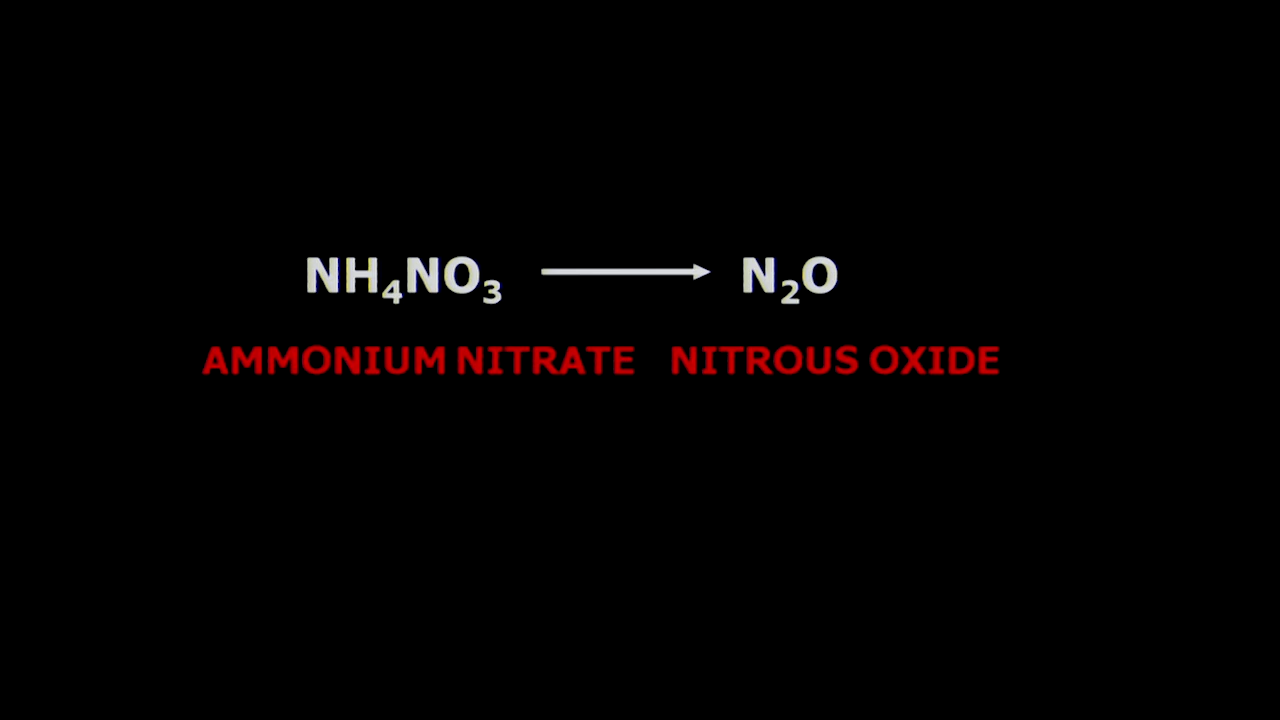 NH₄NO₃ → N₂O
AMMONIUM NITRATE NITROUS OXIDE